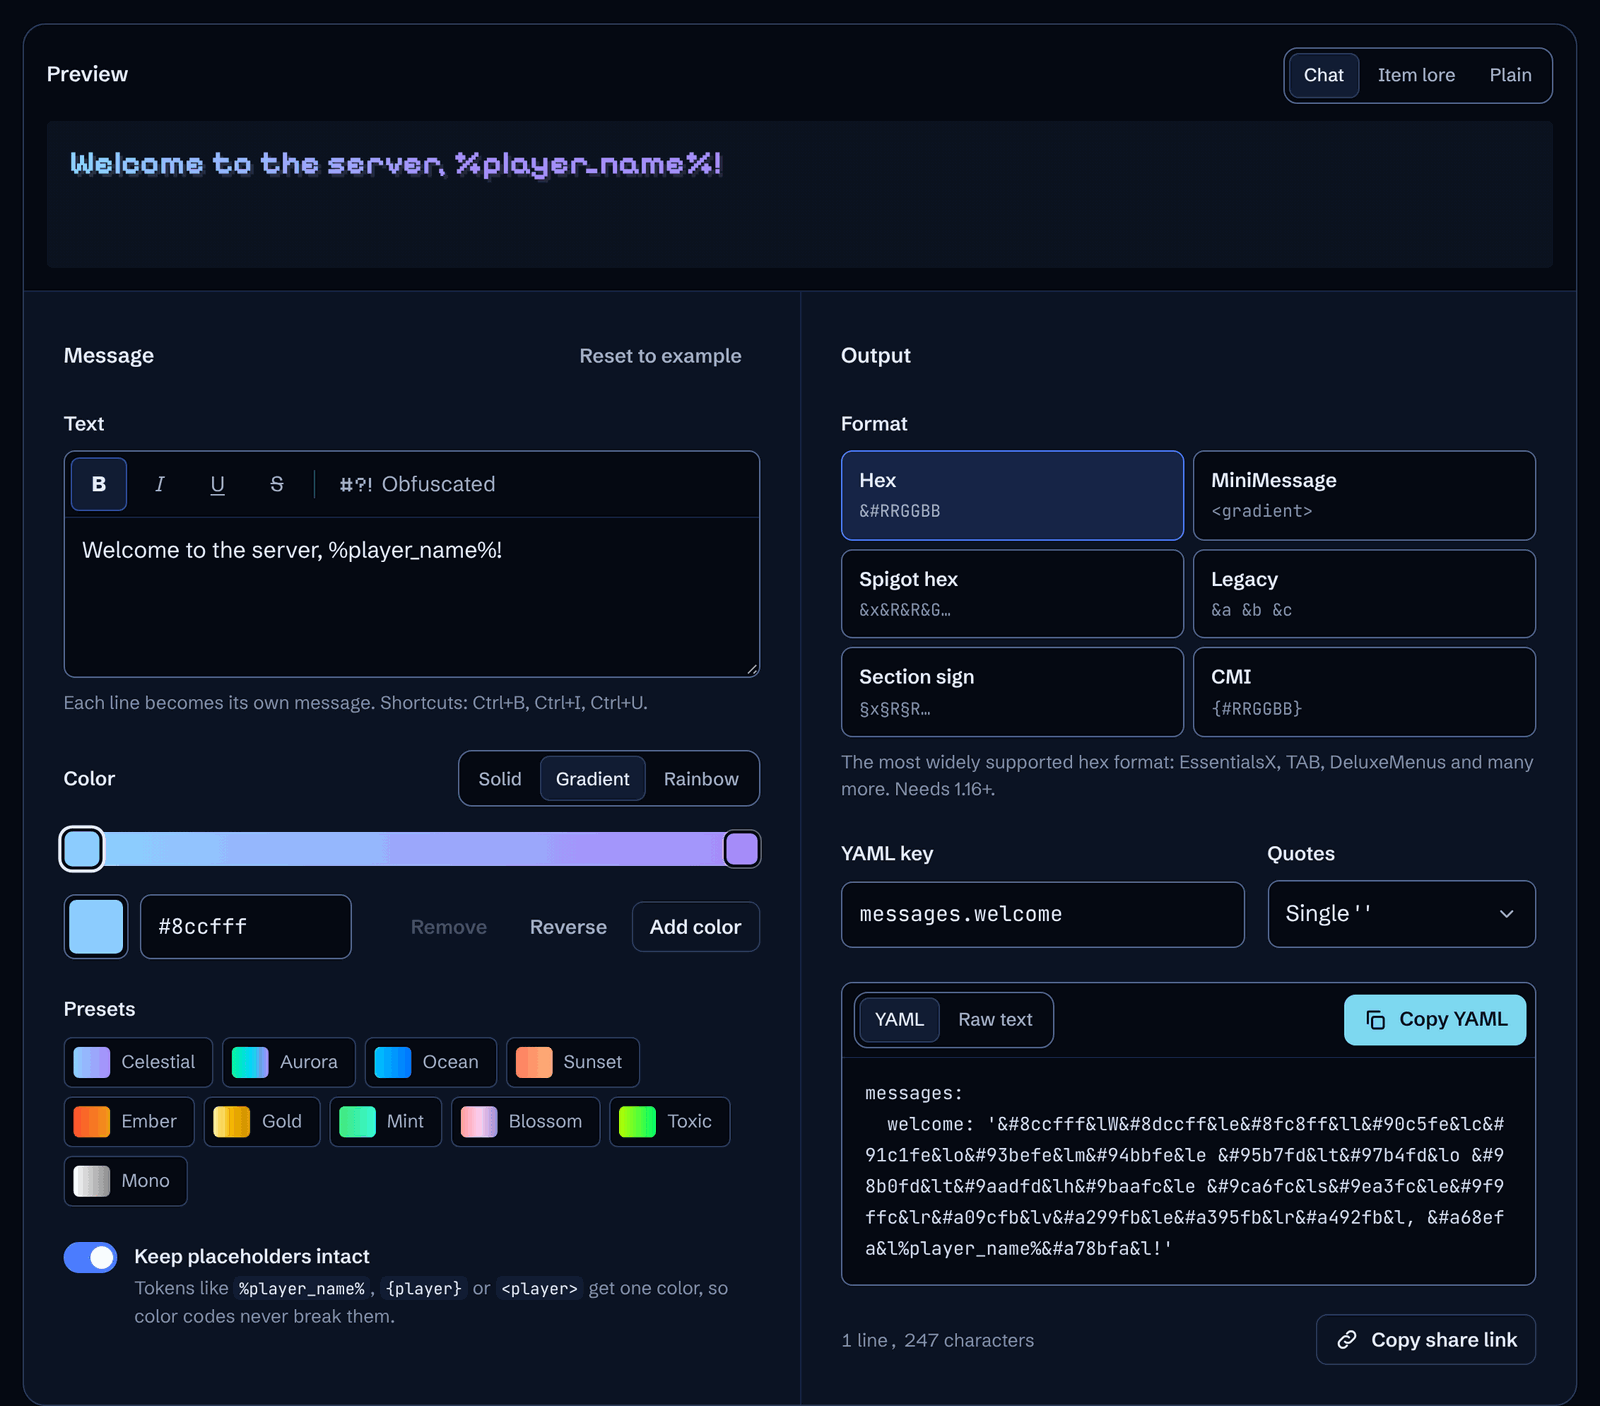 Preview
Chat Item lore Plain
Welcome to the server, %player_name%!
Message Reset to example
Text
B I U S #?! Obfuscated
Welcome to the server, %player_name%!
Each line becomes its own message. Shortcuts: Ctrl+B, Ctrl+I, Ctrl+U.
Color Solid Gradient Rainbow
#8ccfff Remove Reverse Add color
Presets
Celestial Aurora Ocean Sunset
Ember Gold Mint Blossom Toxic
Mono
Keep placeholders intact
Tokens like %player_name%, {player} or <player> get one color, so
color codes never break them.
Output
Format
Hex
&#RRGGBB
MiniMessage
<gradient>
Spigot hex
&x&R&R&G…
Legacy
&a &b &c
Section sign
§x§R§R…
CMI
{#RRGGBB}
The most widely supported hex format: EssentialsX, TAB, DeluxeMenus and many
more. Needs 1.16+.
YAML key Quotes
messages.welcome Single ''
YAML Raw text Copy YAML
messages:
welcome: '&#8ccfff&lW&#8dccff&le&#8fc8ff&ll&#90c5fe&lc&#
91c1fe&lo&#93befe&lm&#94bbfe&le &#95b7fd&lt&#97b4fd&lo &#9
8b0fd&lt&#9aadfd&lh&#9baafc&le &#9ca6fc&ls&#9ea3fc&le&#9f9
ffc&lr&#a09cfb&lv&#a299fb&le&#a395fb&lr&#a492fb&l, &#a68ef
a&l%player_name%&#a78bfa&l!'
1 line, 247 characters
Copy share link